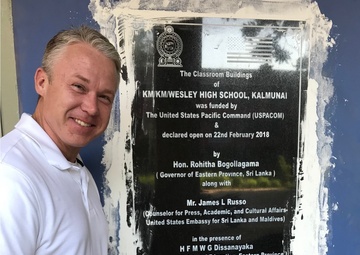 The Classroom Buildings
of
KM/KM/WESLEY HIGH SCHOOL, KALMUNAI
was funded by
The United States Pacific Command (USPACOM)
&
declared open on 22nd February 2018
by
Hon. Rohitha Bogollagama
( Governor of Eastern Province, Sri Lanka )
along with
Mr. James L Russo
(Counselor for Press, Academic, and Cultural Affairs-
United States Embassy for Sri Lanka and Maldives)
in the presence of
H F M W G Dissanayaka